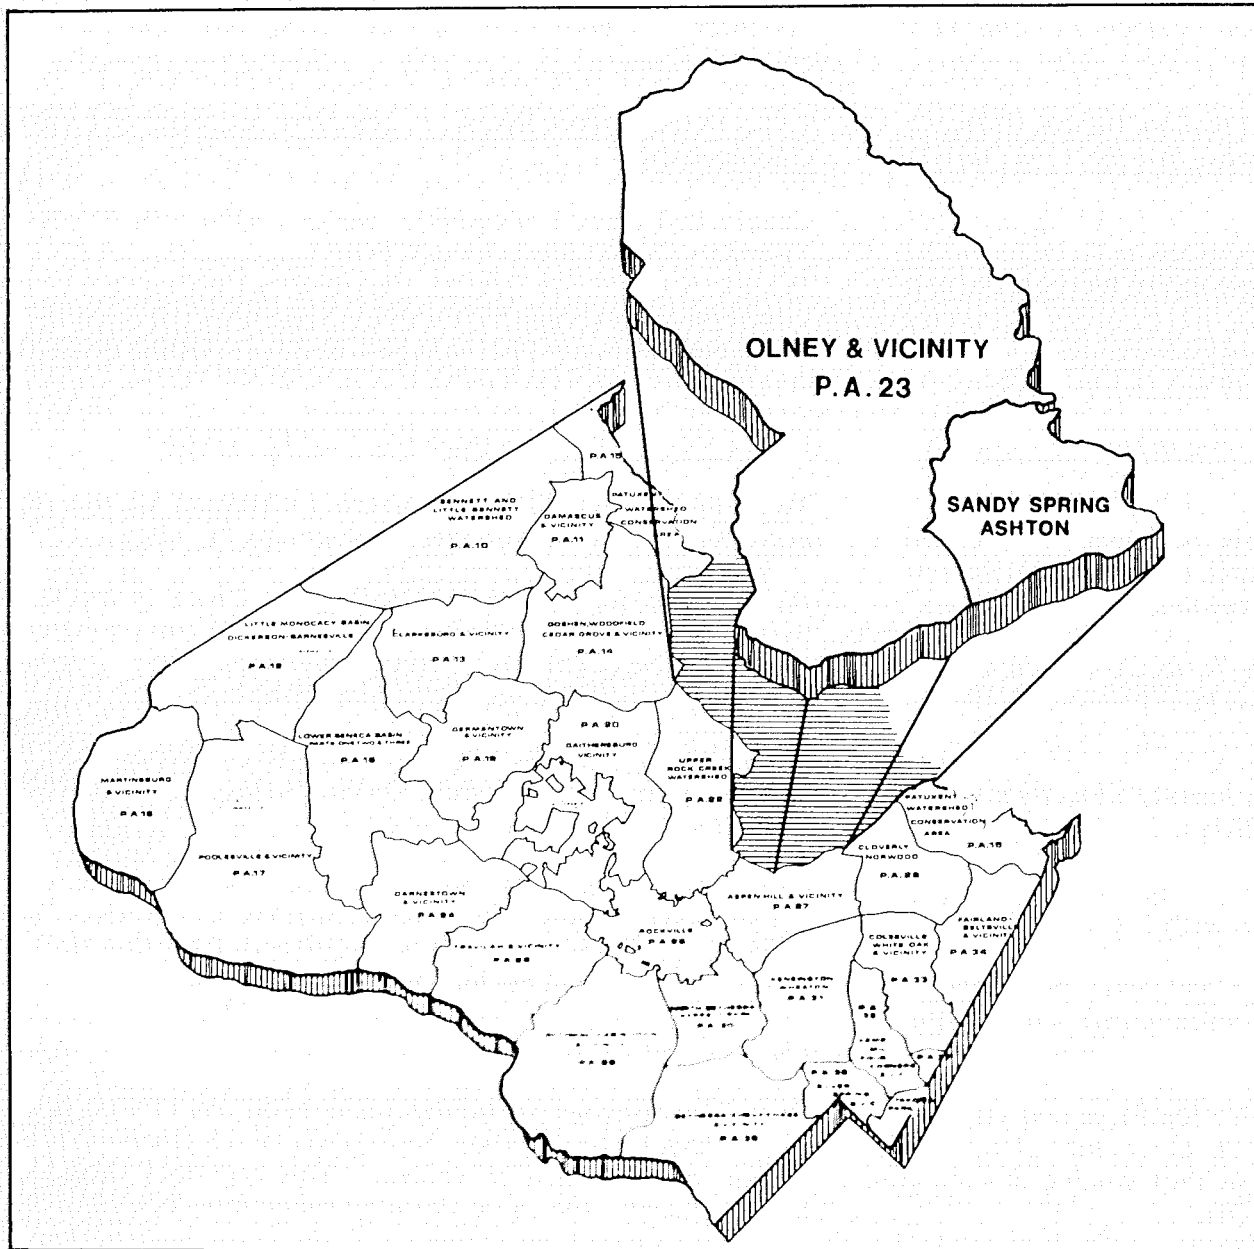 OLNEY & VICINITY
P.A. 23
SANDY SPRING
ASHTON
P.A. 15
PATUXENT
WATERSHED
CONSERVATION
AREA
BENNETT AND
LITTLE BENNETT
WATERSHED
P.A. 10
DAMASCUS
& VICINITY
P.A. 11
LITTLE MONOCACY BASIN
DICKERSON-BARNESVILLE
P.A. 12
CLARKSBURG & VICINITY
P.A. 13
GOSHEN, WOODFIELD
CEDAR GROVE & VICINITY
P.A. 14
LOWER SENECA BASIN
PARTS ONE TWO & THREE
P.A. 18
GERMANTOWN
& VICINITY
P.A. 19
P.A. 20
GAITHERSBURG
VICINITY
UPPER
ROCK CREEK
WATERSHED
P.A. 22
MARTINSBURG
& VICINITY
P.A. 16
POOLESVILLE & VICINITY
P.A. 17
DARNESTOWN
& VICINITY
P.A. 24
TRAVILAH & VICINITY
P.A. 25
ROCKVILLE
P.A. 26
ASPEN HILL & VICINITY
P.A. 27
PATUXENT
WATERSHED
CONSERVATION
AREA
P.A. 15
CLOVERLY
NORWOOD
P.A. 28
FAIRLAND-
BELTSVILLE
& VICINITY
P.A. 34
COLESVILLE
WHITE OAK
& VICINITY
P.A. 33
KENSINGTON
WHEATON
P.A. 31
P.A. 30
P.A.
P.A. 36